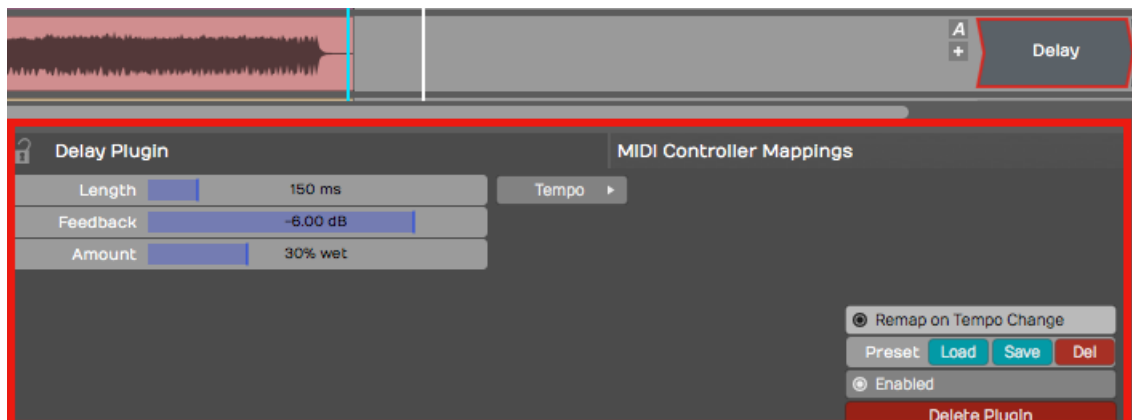 A
+
Delay
Delay Plugin
MIDI Controller Mappings
Length 150 ms
Tempo
Feedback -6.00 dB
Amount 30% wet
Remap on Tempo Change
Preset Load Save Del
Enabled
Delete Plugin